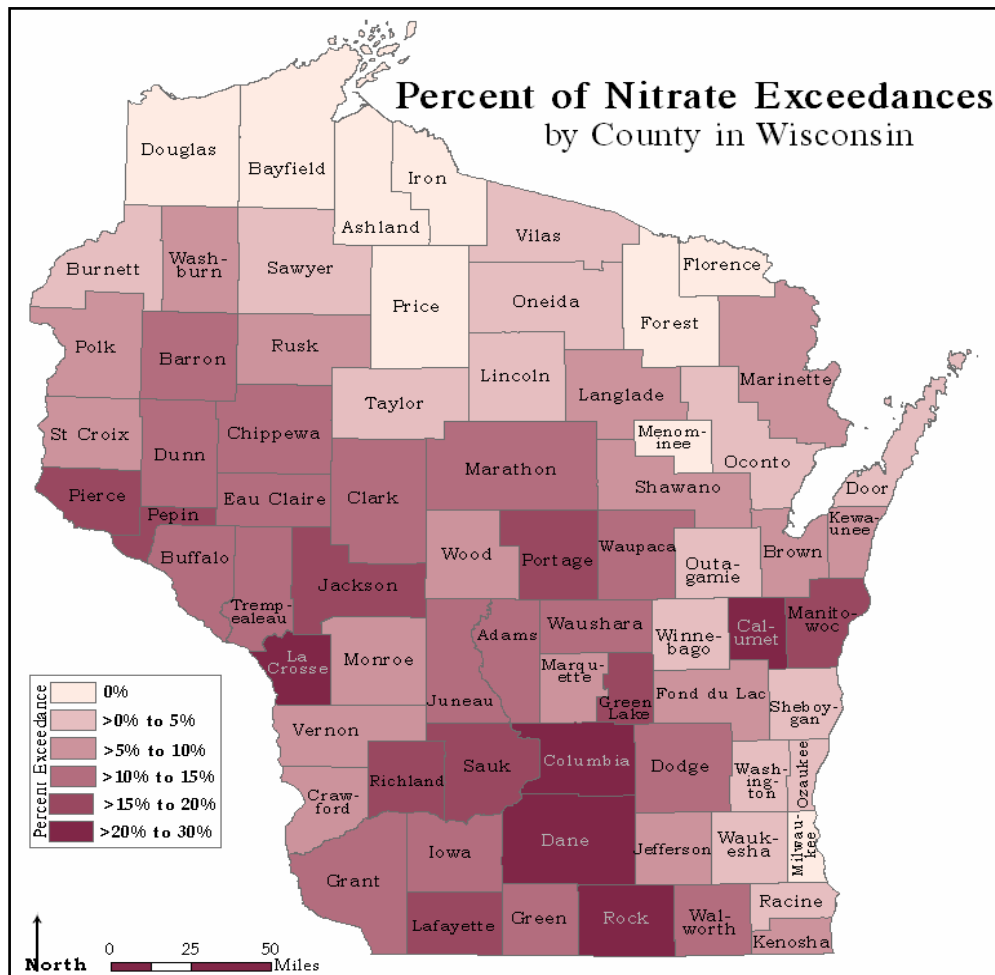 Percent of Nitrate Exceedances
by County in Wisconsin
Douglas
Bayfield
Iron
Ashland
Vilas
Florence
Burnett
Wash-
burn
Sawyer
Price
Oneida
Forest
Polk
Barron
Rusk
Lincoln
Langlade
Marinette
Taylor
St Croix
Dunn
Chippewa
Menom-
inee
Oconto
Marathon
Clark
Shawano
Door
Pierce
Pepin
Eau Claire
Kewa-
unee
Buffalo
Wood
Portage
Waupaca
Outa-
gamie
Brown
Jackson
Tremp-
ealeau
Adams
Waushara
Winne-
bago
Cal-
umet
Manito-
woc
La
Crosse
Monroe
Juneau
Marqu-
ette
Green
Lake
Fond du Lac
Sheboy-
gan
Vernon
Richland
Sauk
Columbia
Dodge
Wash-
ington
Ozaukee
Craw-
ford
Dane
Jefferson
Wauk-
esha
Milwau-
kee
Iowa
Grant
Lafayette
Green
Rock
Wal-
worth
Racine
Kenosha
Percent Exceedance
0%
>0% to 5%
>5% to 10%
>10% to 15%
>15% to 20%
>20% to 30%
North
0 25 50
Miles